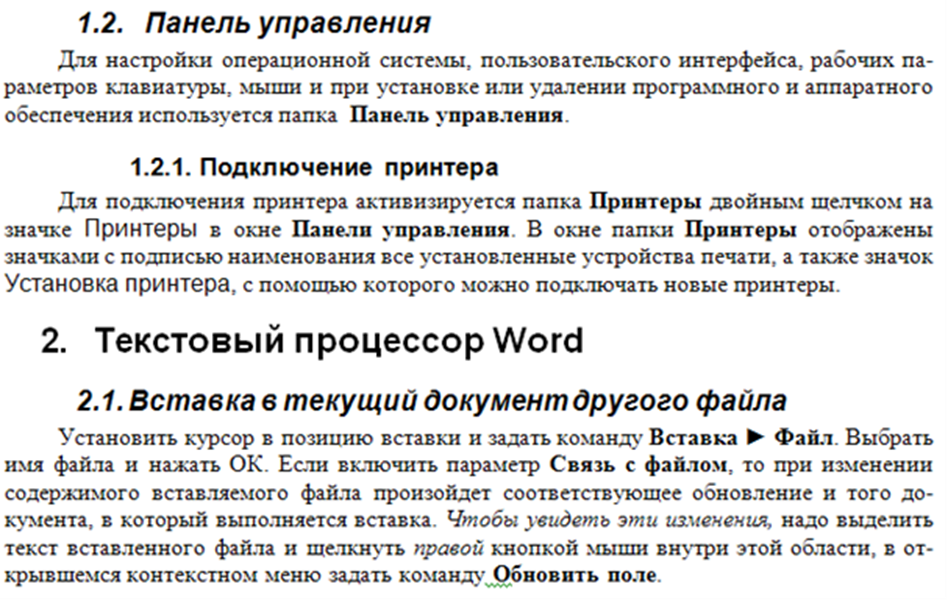 1.2. Панель управления
Для настройки операционной системы, пользовательского интерфейса, рабочих па-
раметров клавиатуры, мыши и при установке или удалении программного и аппаратного
обеспечения используется папка Панель управления.
1.2.1. Подключение принтера
Для подключения принтера активизируется папка Принтеры двойным щелчком на
значке Принтеры в окне Панели управления. В окне папки Принтеры отображены
значками с подписью наименования все установленные устройства печати, а также значок
Установка принтера, с помощью которого можно подключать новые принтеры.
2. Текстовый процессор Word
2.1. Вставка в текущий документ другого файла
Установить курсор в позицию вставки и задать команду Вставка ► Файл. Выбрать
имя файла и нажать ОК. Если включить параметр Связь с файлом, то при изменении
содержимого вставляемого файла произойдет соответствующее обновление и того до-
кумента, в который выполняется вставка. Чтобы увидеть эти изменения, надо выделить
текст вставленного файла и щелкнуть правой кнопкой мыши внутри этой области, в от-
крывшемся контекстном меню задать команду Обновить поле.